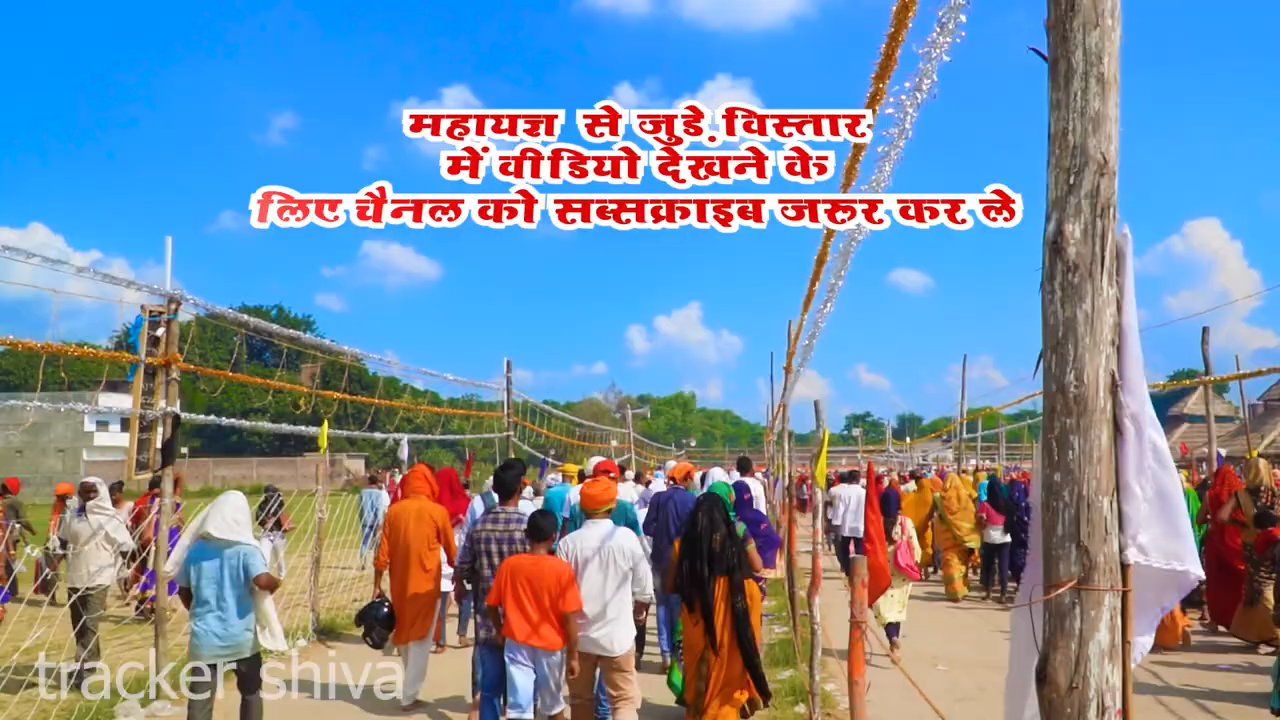 महायज्ञ से जुडे़ विस्तार
में वीडियो देखने के
लिए चैनल को सब्सक्राइब जरूर कर ले
tracker shiva